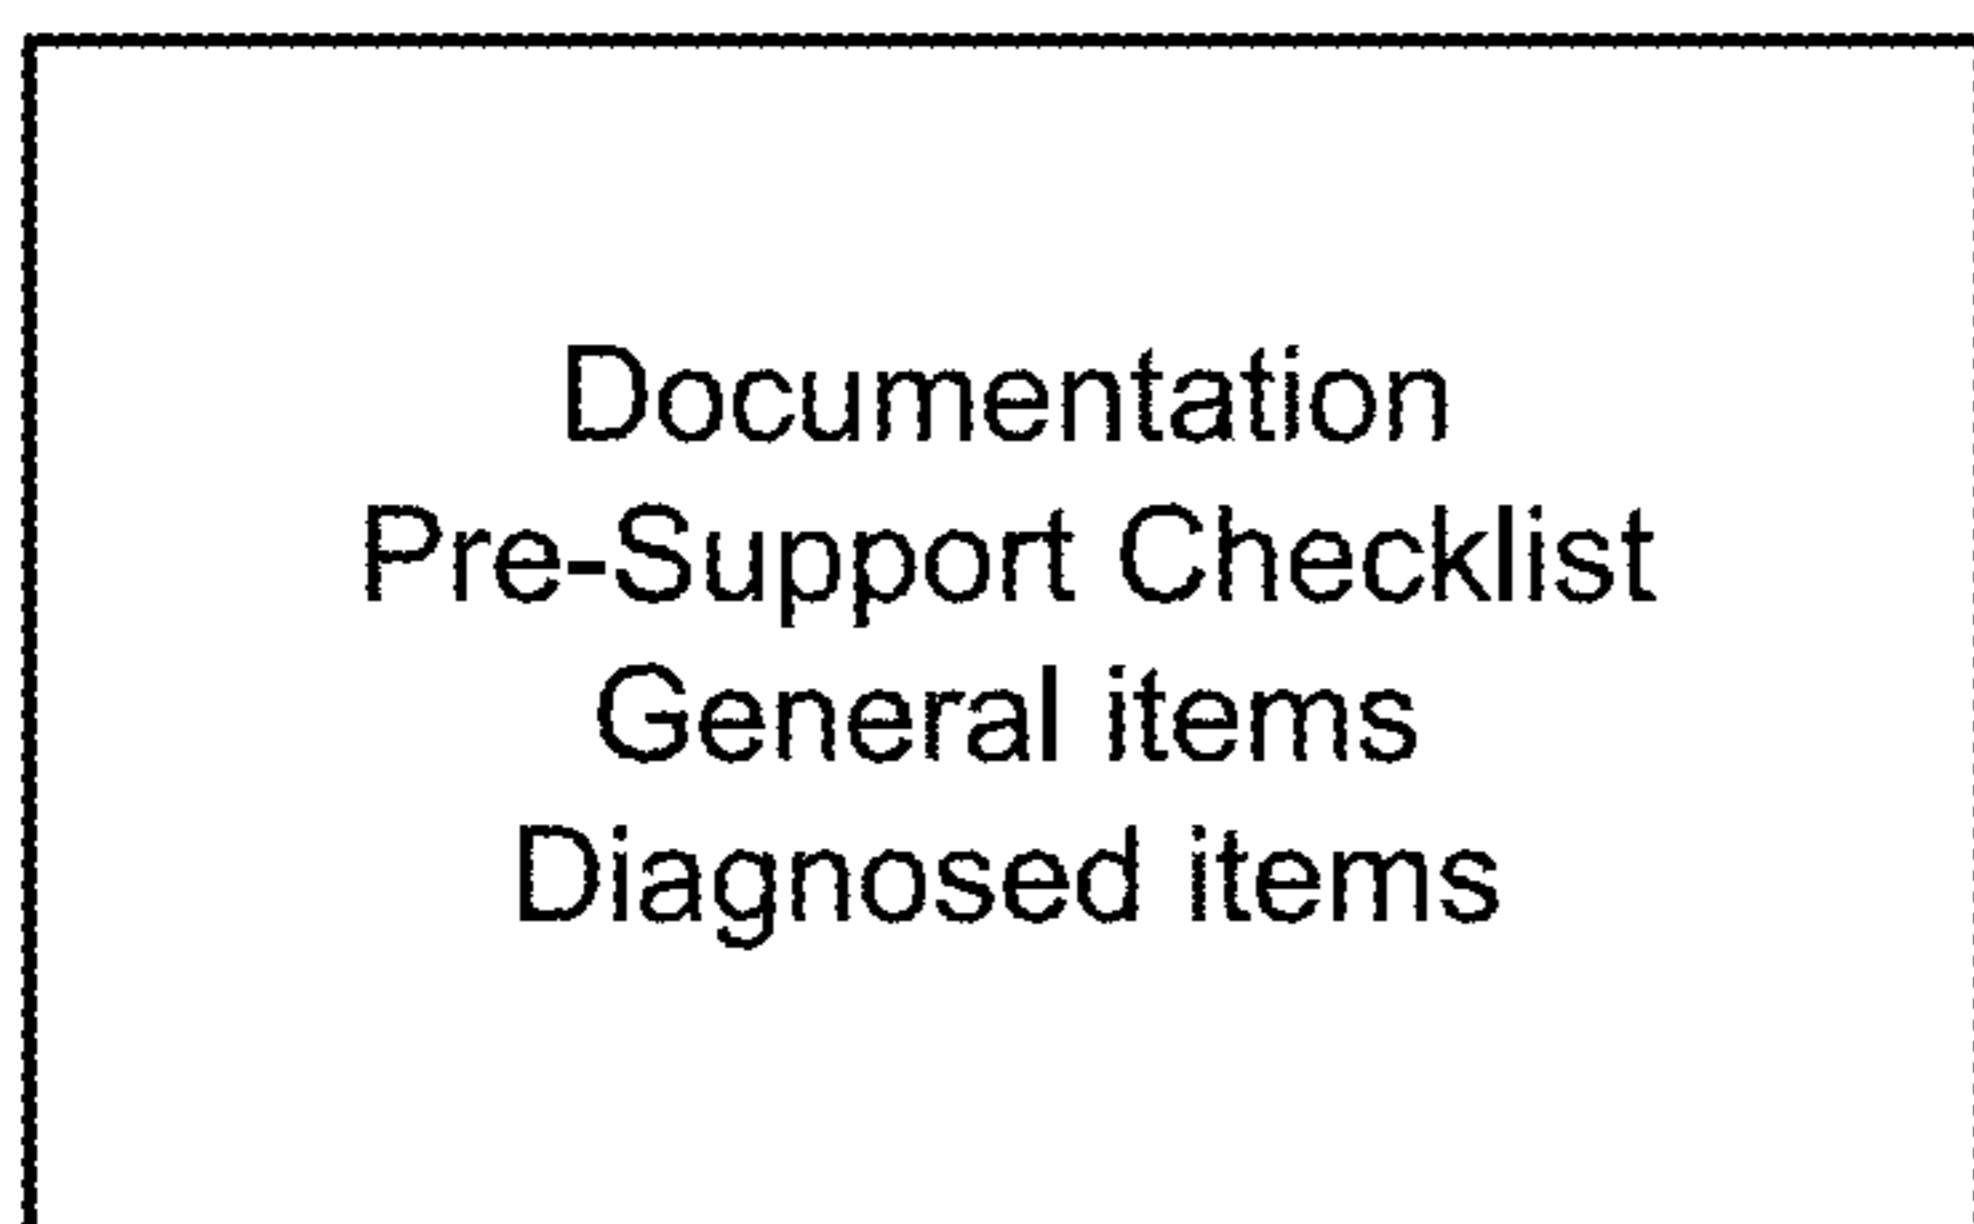 Documentation
Pre-Support Checklist
General items
Diagnosed items